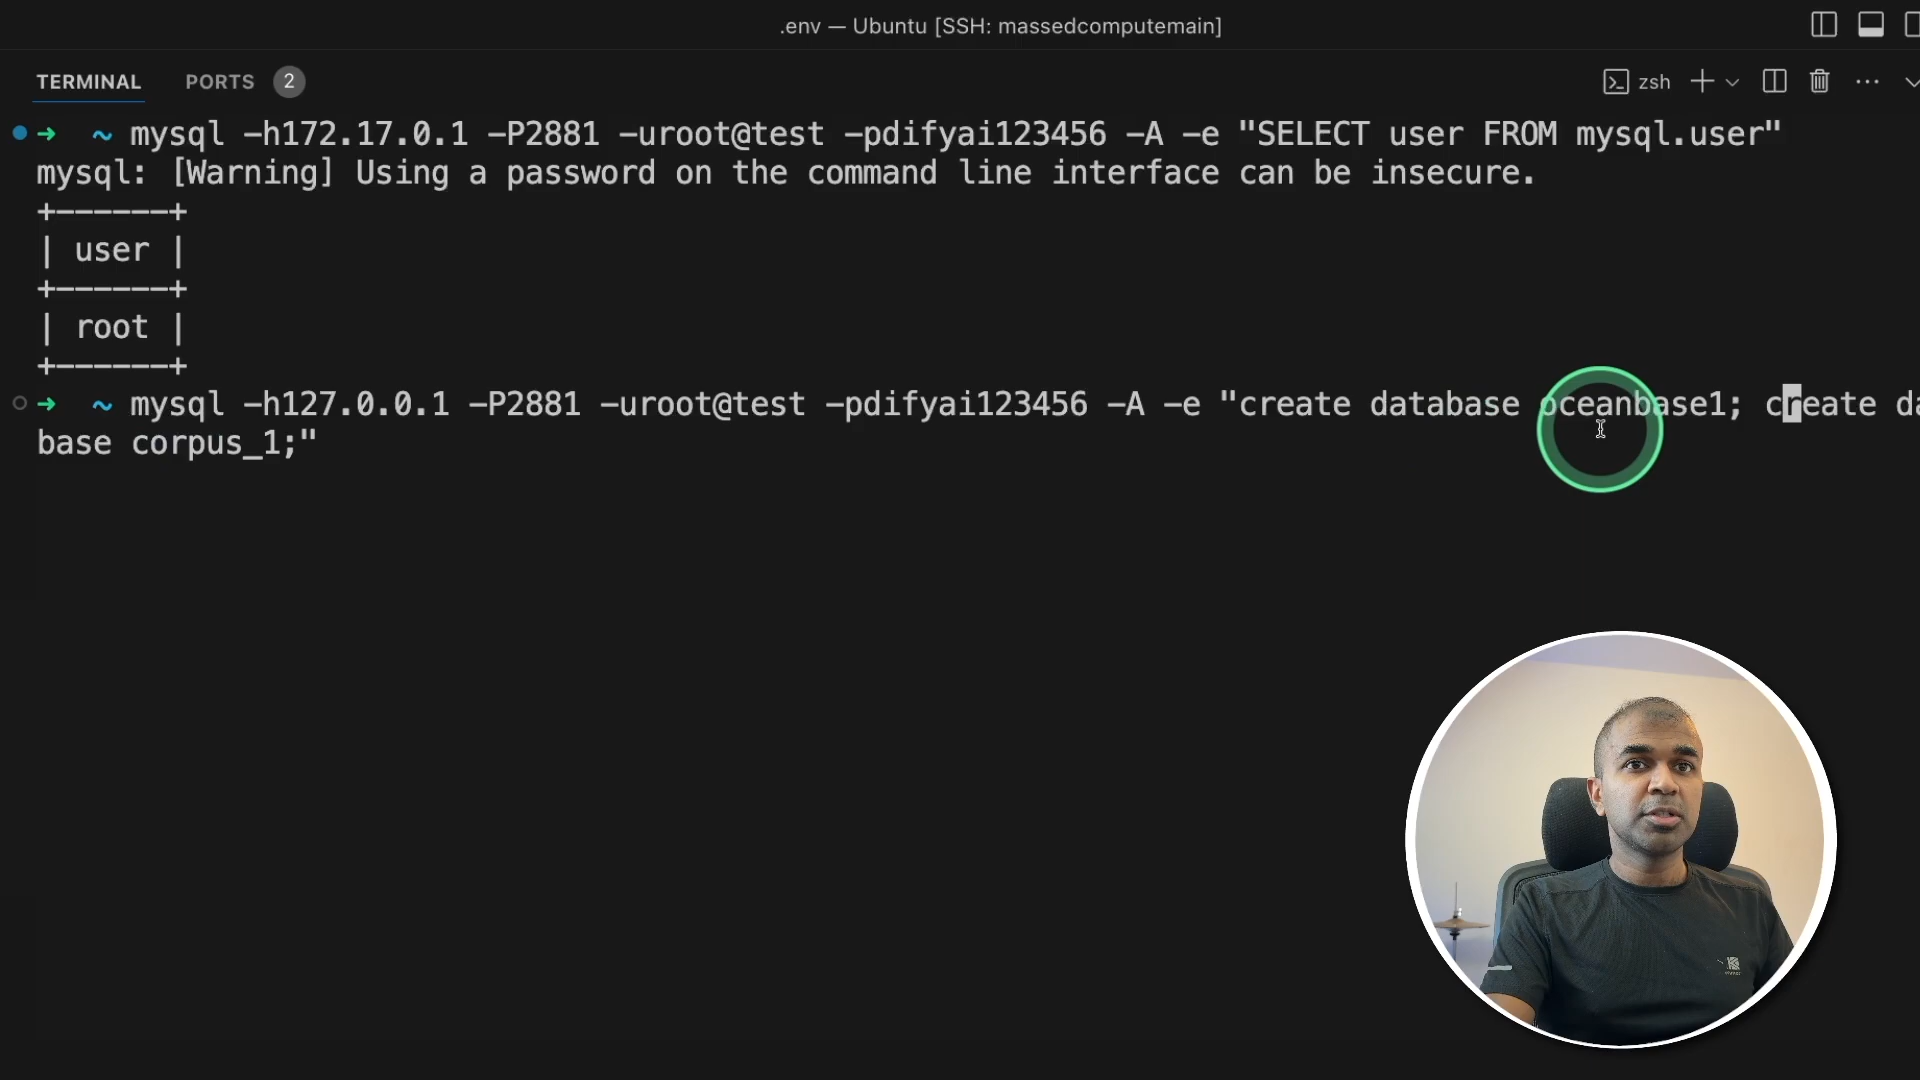 .env — Ubuntu [SSH: massedcomputemain]
TERMINAL PORTS 2 zsh
➜ ~ mysql -h172.17.0.1 -P2881 -uroot@test -pdifyai123456 -A -e "SELECT user FROM mysql.user"
mysql: [Warning] Using a password on the command line interface can be insecure.
+------+
| user |
+------+
| root |
+------+
➜ ~ mysql -h127.0.0.1 -P2881 -uroot@test -pdifyai123456 -A -e "create database oceanbase1; create da
base corpus_1;"